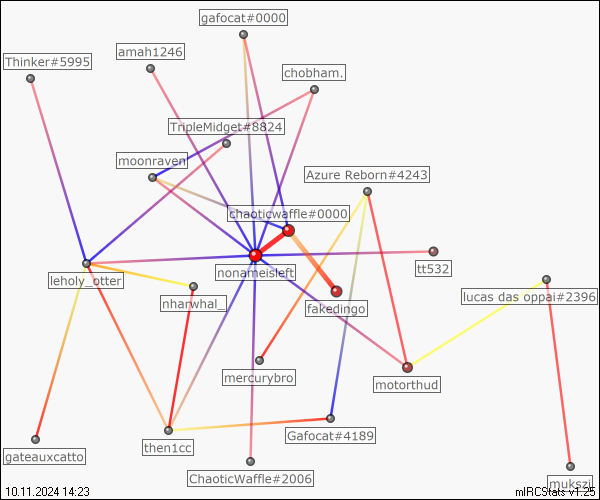 gafocat#0000
amah1246
Thinker#5995
chobham.
TripleMidget#8824
moonraven
Azure Reborn#4243
chaoticwaffle#0000
tt532
nonameisleft
leholy_otter
lucas das oppai#2396
nharwhal_
fakedingo
mercurybro
motorthud
Gafocat#4189
then1cc
gateauxcatto
ChaoticWaffle#2006
mukszi
10.11.2024 14:23
mIRCStats v1.25